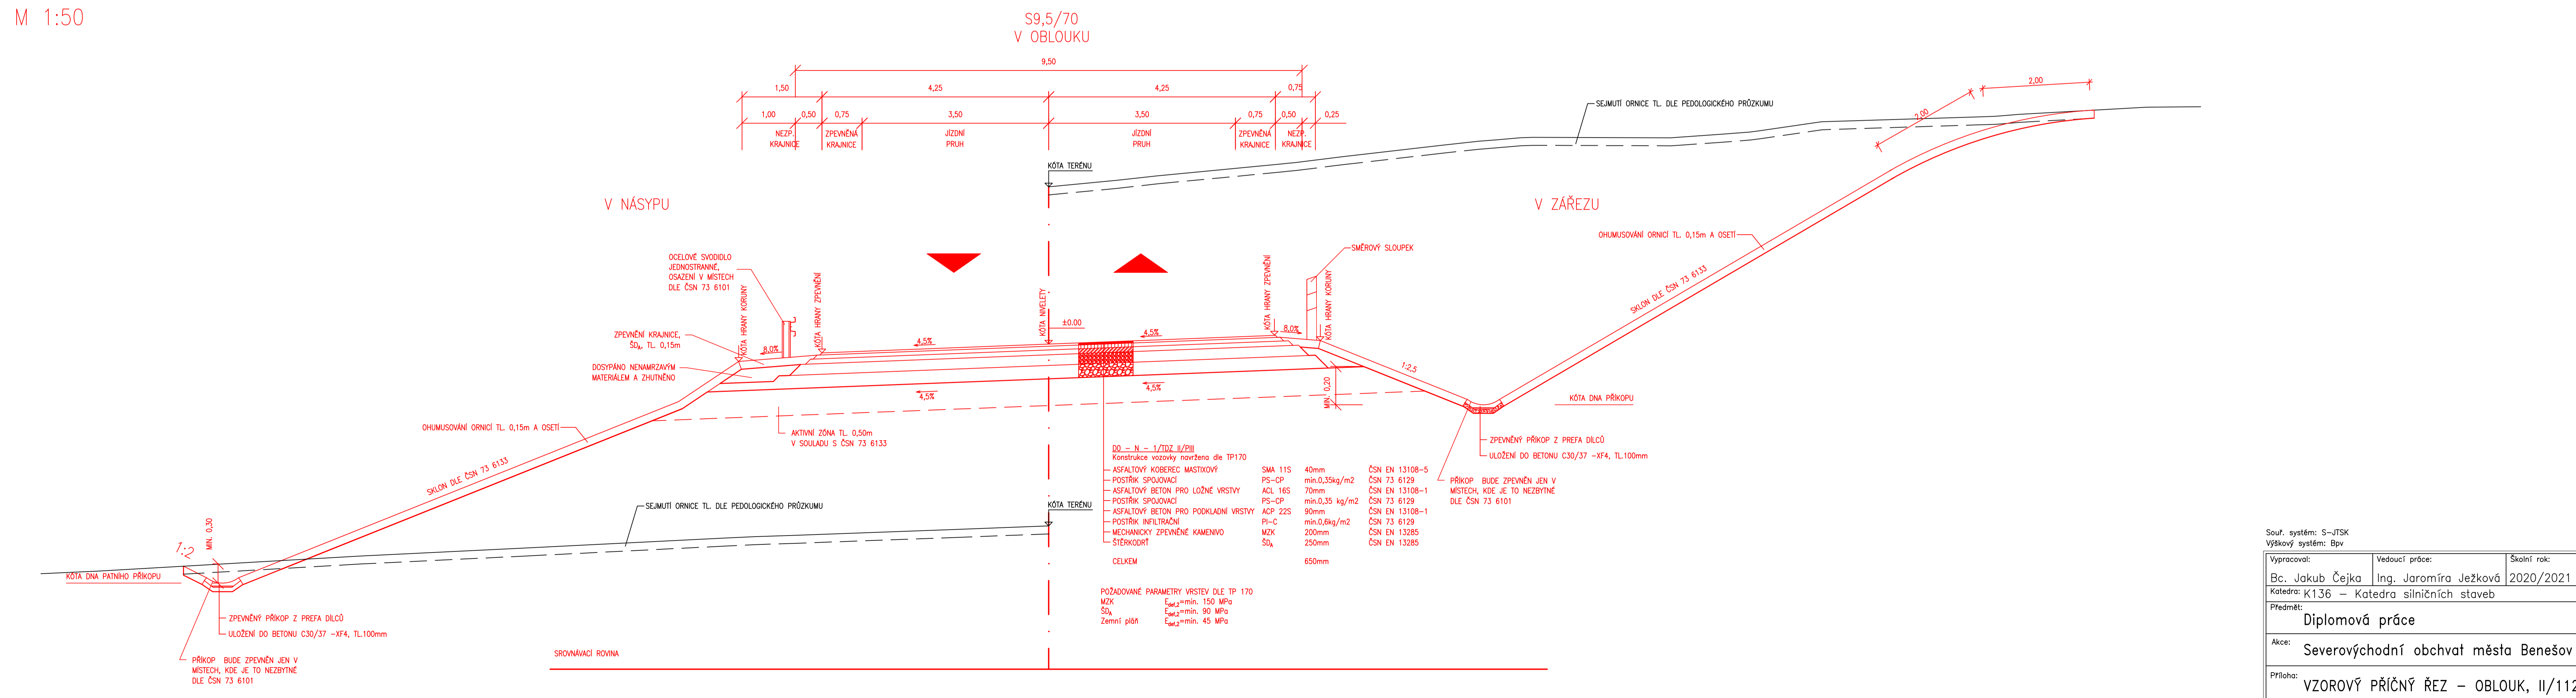 M 1:50
S9,5/70
V OBLOUKU
9,50
1,50
4,25
4,25
0,75
1,00
0,50
0,75
3,50
3,50
0,75
0,50
0,25
NEZP.
KRAJNICE
ZPEVNĚNÁ
KRAJNICE
JÍZDNÍ
PRUH
JÍZDNÍ
PRUH
ZPEVNĚNÁ
KRAJNICE
NEZP.
KRAJNICE
2,00
2,00
SEJMUTÍ ORNICE TL. DLE PEDOLOGICKÉHO PRŮZKUMU
KÓTA TERÉNU
V NÁSYPU
V ZÁŘEZU
OHUMUSOVÁNÍ ORNICÍ TL. 0,15m A OSETÍ
SKLON DLE ČSN 73 6133
SMĚROVÝ SLOUPEK
OCELOVÉ SVODIDLO
JEDNOSTRANNÉ,
OSAZENÍ V MÍSTECH
DLE ČSN 73 6101
KÓTA HRANY KORUNY
KÓTA HRANY ZPEVNĚNÍ
KÓTA NIVELETY
±0.00
KÓTA HRANY ZPEVNĚNÍ
KÓTA HRANY KORUNY
ZPEVNĚNÍ KRAJNICE,
ŠDA, TL. 0,15m
8,0%
4,5%
4,5%
8,0%
DOSYPÁNO NENAMRZAVÝM
MATERIÁLEM A ZHUTNĚNO
4,5%
4,5%
MIN. 0,20
1:2,5
KÓTA DNA PŘÍKOPU
OHUMUSOVÁNÍ ORNICÍ TL. 0,15m A OSETÍ
AKTIVNÍ ZÓNA TL. 0,50m
V SOULADU S ČSN 73 6133
SKLON DLE ČSN 73 6133
ZPEVNĚNÝ PŘÍKOP Z PREFA DÍLCŮ
ULOŽENÍ DO BETONU C30/37 -XF4, TL.100mm
PŘÍKOP BUDE ZPEVNĚN JEN V
MÍSTECH, KDE JE TO NEZBYTNÉ
DLE ČSN 73 6101
DO - N - 1/TDZ II/PIII
Konstrukce vozovky navržena dle TP170
ASFALTOVÝ KOBEREC MASTIXOVÝ SMA 11S 40mm ČSN EN 13108-5
POSTŘIK SPOJOVACÍ PS-CP min.0,35kg/m2 ČSN 73 6129
ASFALTOVÝ BETON PRO LOŽNÉ VRSTVY ACL 16S 70mm ČSN EN 13108-1
POSTŘIK SPOJOVACÍ PS-CP min.0,35 kg/m2 ČSN 73 6129
ASFALTOVÝ BETON PRO PODKLADNÍ VRSTVY ACP 22S 90mm ČSN EN 13108-1
POSTŘIK INFILTRAČNÍ PI-C min.0,6kg/m2 ČSN 73 6129
MECHANICKY ZPEVNĚNÉ KAMENIVO MZK 200mm ČSN EN 13285
ŠTĚRKODRŤ ŠDA 250mm ČSN EN 13285
CELKEM 650mm
POŽADOVANÉ PARAMETRY VRSTEV DLE TP 170
MZK Edef,2=min. 150 MPa
ŠDA Edef,2=min. 90 MPa
Zemní pláň Edef,2=min. 45 MPa
SEJMUTÍ ORNICE TL. DLE PEDOLOGICKÉHO PRŮZKUMU
KÓTA TERÉNU
MIN. 0,30
1:2
KÓTA DNA PATNÍHO PŘÍKOPU
ZPEVNĚNÝ PŘÍKOP Z PREFA DÍLCŮ
ULOŽENÍ DO BETONU C30/37 -XF4, TL.100mm
PŘÍKOP BUDE ZPEVNĚN JEN V
MÍSTECH, KDE JE TO NEZBYTNÉ
DLE ČSN 73 6101
SROVNÁVACÍ ROVINA
Souř. systém: S-JTSK
Výškový systém: Bpv
Vypracoval: Vedoucí práce: Školní rok:
Bc. Jakub Čejka Ing. Jaromíra Ježková 2020/2021
Katedra: K136 - Katedra silničních staveb
Předmět:
Diplomová práce
Akce:
Severovýchodní obchvat města Benešov
Příloha:
VZOROVÝ PŘÍČNÝ ŘEZ - OBLOUK, II/112